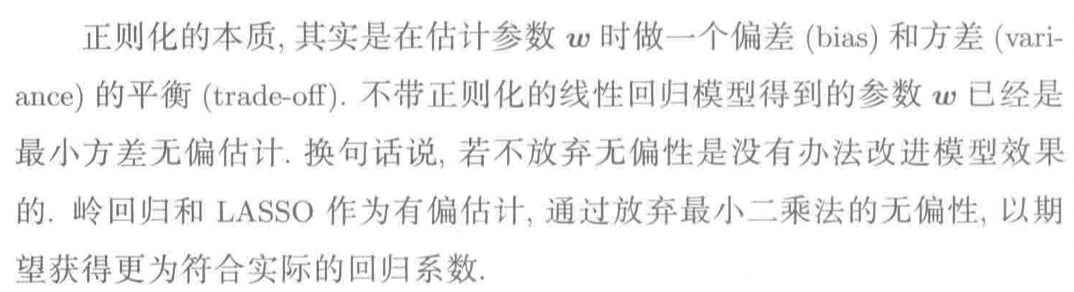 正则化的本质, 其实是在估计参数 w 时做一个偏差 (bias) 和方差 (vari-
ance) 的平衡 (trade-off). 不带正则化的线性回归模型得到的参数 w 已经是
最小方差无偏估计. 换句话说, 若不放弃无偏性是没有办法改进模型效果
的. 岭回归和 LASSO 作为有偏估计, 通过放弃最小二乘法的无偏性, 以期
望获得更为符合实际的回归系数.